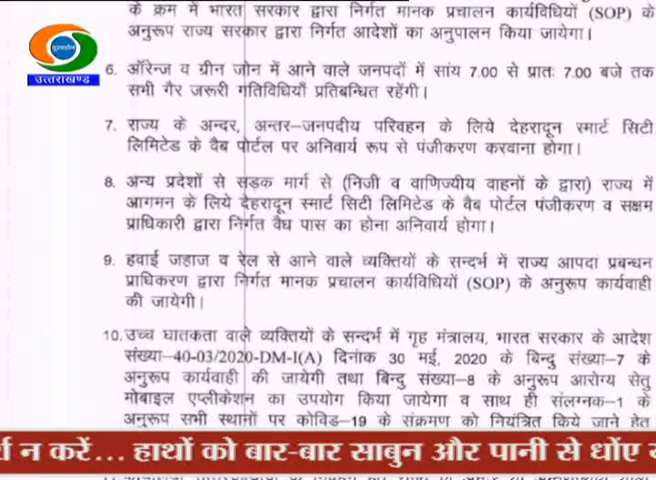 के क्रम में भारत सरकार द्वारा निर्गत मानक प्रचालन कार्यविधियों (SOP) के
अनुरूप राज्य सरकार द्वारा निर्गत आदेशों का अनुपालन किया जायेगा।
दूरदर्शन
उत्तराखण्ड
6. ऑरेन्ज व ग्रीन जोन में आने वाले जनपदों में सांय 7.00 से प्रातः 7.00 बजे तक
सभी गैर जरूरी गतिविधियाँ प्रतिबन्धित रहेंगी।
7. राज्य के अन्दर, अन्तर–जनपदीय परिवहन के लिये देहरादून स्मार्ट सिटी
लिमिटेड के वैब पोर्टल पर अनिवार्य रूप से पंजीकरण करवाना होगा।
8. अन्य प्रदेशों से सड़क मार्ग से (निजी व वाणिज्यीय वाहनों के द्वारा) राज्य में
आगमन के लिये देहरादून स्मार्ट सिटी लिमिटेड के वैब पोर्टल पंजीकरण व सक्षम
प्राधिकारी द्वारा निर्गत वैध पास का होना अनिवार्य होगा।
9. हवाई जहाज व रेल से आने वाले व्यक्तियों के सन्दर्भ में राज्य आपदा प्रबन्धन
प्राधिकरण द्वारा निर्गत मानक प्रचालन कार्यविधियों (SOP) के अनुरूप कार्यवाही
की जायेगी।
10. उच्च घातकता वाले व्यक्तियों के सन्दर्भ में गृह मंत्रालय, भारत सरकार के आदेश
संख्या–40-03/2020-DM-I(A) दिनांक 30 मई, 2020 के बिन्दु संख्या–7 के
अनुरूप कार्यवाही की जायेगी तथा बिन्दु संख्या–8 के अनुरूप आरोग्य सेतु
मोबाइल एप्लीकेशन का उपयोग किया जायेगा व साथ ही संलग्नक–1 के
अनुरूप सभी स्थानों पर कोविड–19 के संक्रमण को नियंत्रित किये जाने हेतु
न करें... हाथों को बार-बार साबुन और पानी से धोंए